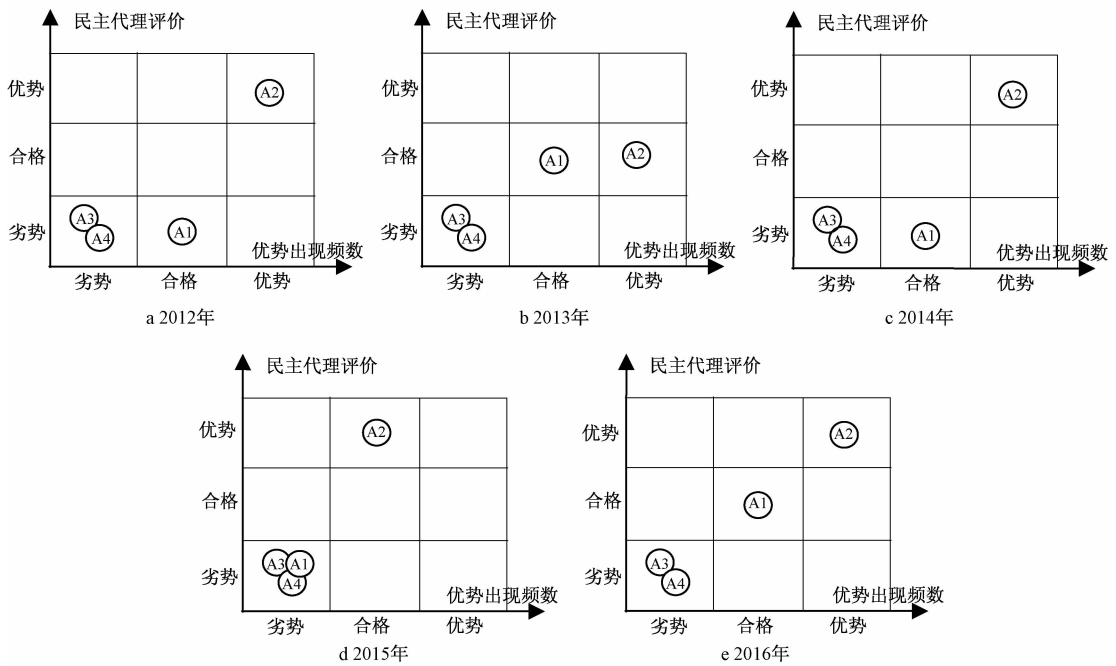 民主代理评价
优势
A2
合格
劣势
A3
A4
A1
优势出现频数
劣势 合格 优势
a 2012年
民主代理评价
优势
合格
A1
A2
劣势
A3
A4
优势出现频数
劣势 合格 优势
b 2013年
民主代理评价
优势
A2
合格
劣势
A3
A4
A1
优势出现频数
劣势 合格 优势
c 2014年
民主代理评价
优势
A2
合格
劣势
A3
A1
A4
优势出现频数
劣势 合格 优势
d 2015年
民主代理评价
优势
A2
合格
A1
劣势
A3
A4
优势出现频数
劣势 合格 优势
e 2016年